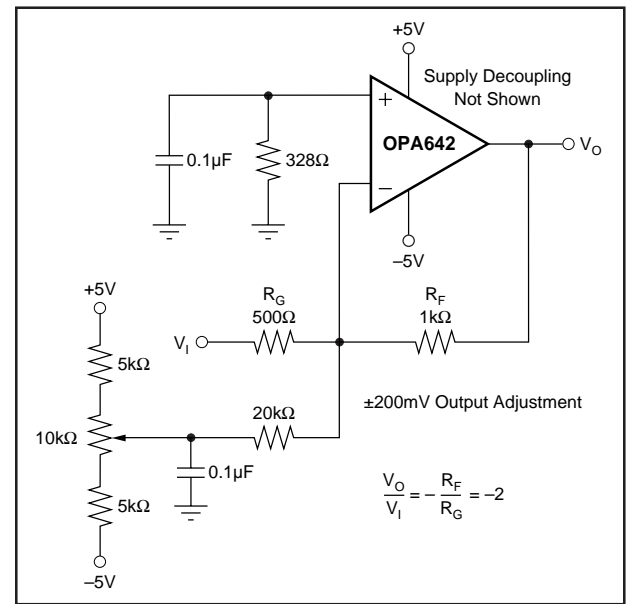 +5V
Supply Decoupling
Not Shown
+
OPA642
0.1µF
328Ω
V_O
–
–5V
+5V
R_G
500Ω
R_F
1kΩ
V_I
5kΩ
±200mV Output Adjustment
20kΩ
10kΩ
0.1µF
V_O/V_I = – R_F/R_G = –2
5kΩ
–5V